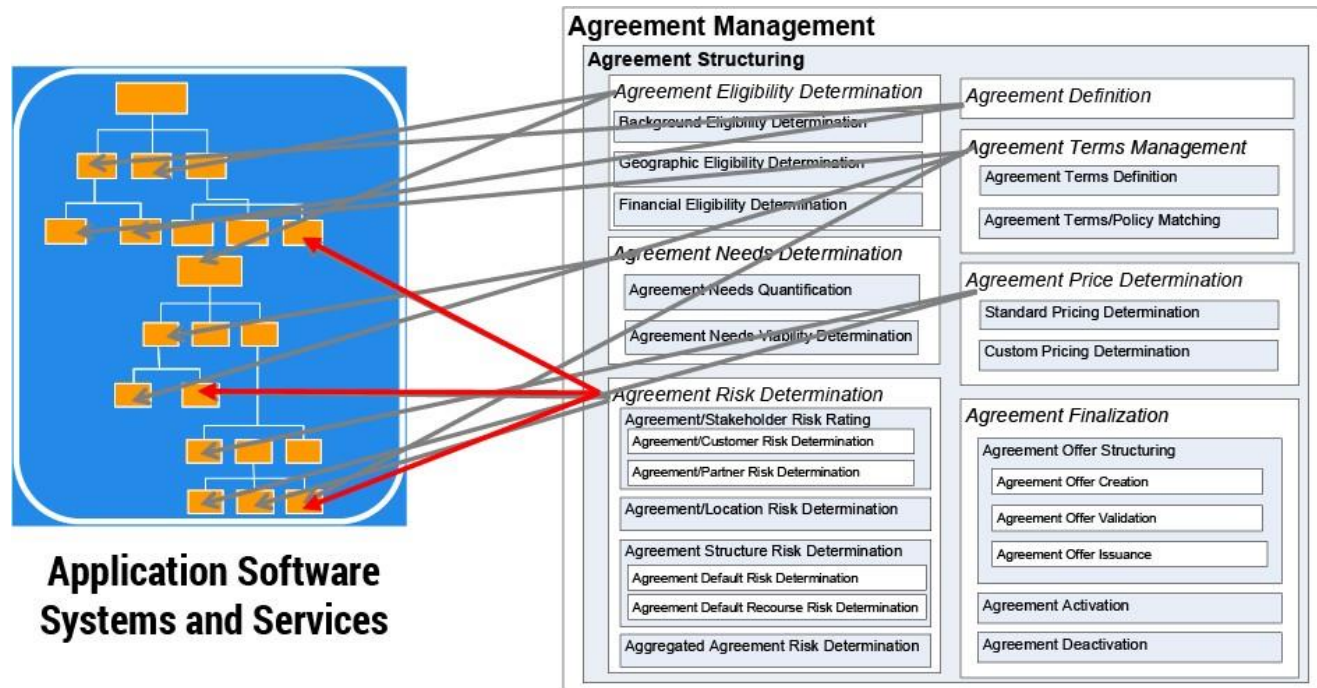 Agreement Management
Agreement Structuring
Agreement Eligibility Determination
Background Eligibility Determination
Geographic Eligibility Determination
Financial Eligibility Determination
Agreement Needs Determination
Agreement Needs Quantification
Agreement Needs Viability Determination
Agreement Risk Determination
Agreement/Stakeholder Risk Rating
Agreement/Customer Risk Determination
Agreement/Partner Risk Determination
Agreement/Location Risk Determination
Agreement Structure Risk Determination
Agreement Default Risk Determination
Agreement Default Recourse Risk Determination
Aggregated Agreement Risk Determination
Agreement Definition
Agreement Terms Management
Agreement Terms Definition
Agreement Terms/Policy Matching
Agreement Price Determination
Standard Pricing Determination
Custom Pricing Determination
Agreement Finalization
Agreement Offer Structuring
Agreement Offer Creation
Agreement Offer Validation
Agreement Offer Issuance
Agreement Activation
Agreement Deactivation
Application Software
Systems and Services